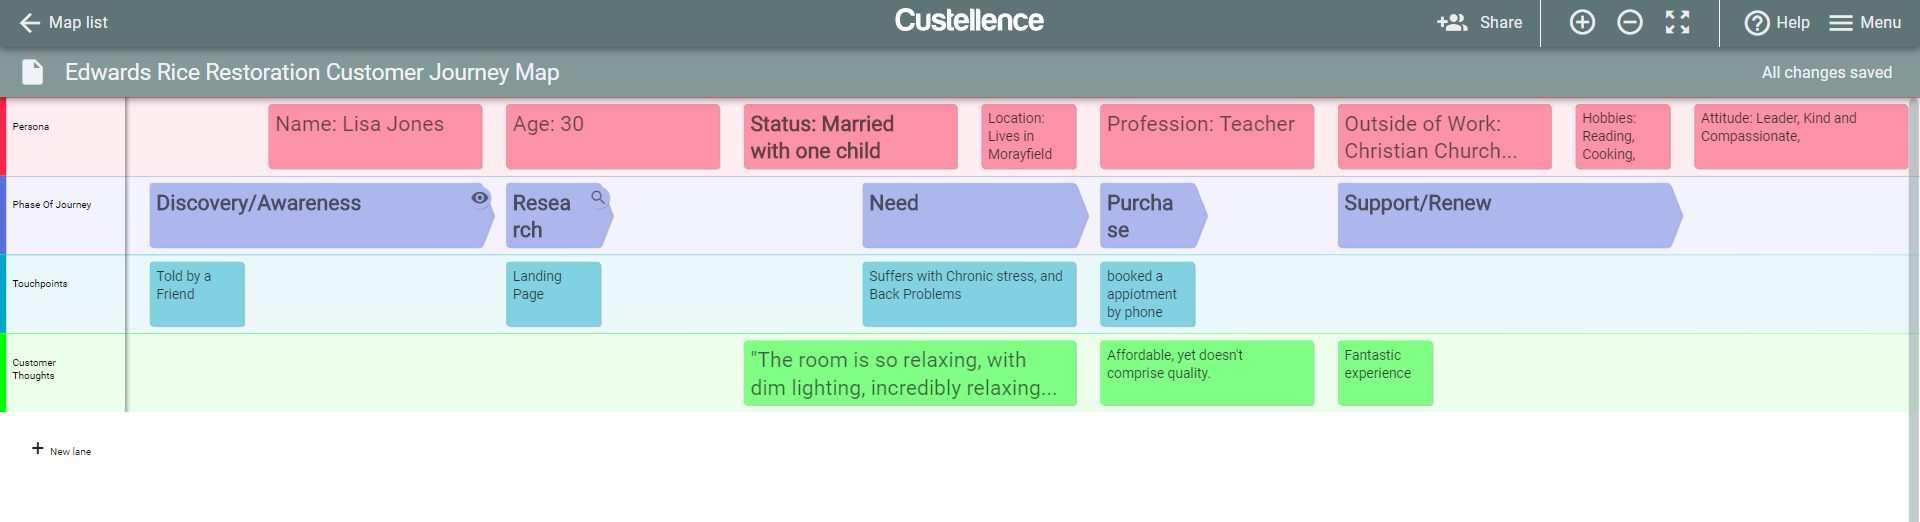 Map list
Custellence
Share
Help
Menu
Edwards Rice Restoration Customer Journey Map
All changes saved
Persona
Name: Lisa Jones
Age: 30
Status: Married
with one child
Location:
Lives in
Morayfield
Profession: Teacher
Outside of Work:
Christian Church...
Hobbies:
Reading,
Cooking,
Attitude: Leader, Kind and
Compassionate,
Phase Of Journey
Discovery/Awareness
Resea
rch
Need
Purcha
se
Support/Renew
Touchpoints
Told by a
Friend
Landing
Page
Suffers with Chronic stress, and
Back Problems
booked a
appiotment
by phone
Customer
Thoughts
"The room is so relaxing, with
dim lighting, incredibly relaxing...
Affordable, yet doesn't
comprise quality.
Fantastic
experience
+ New lane